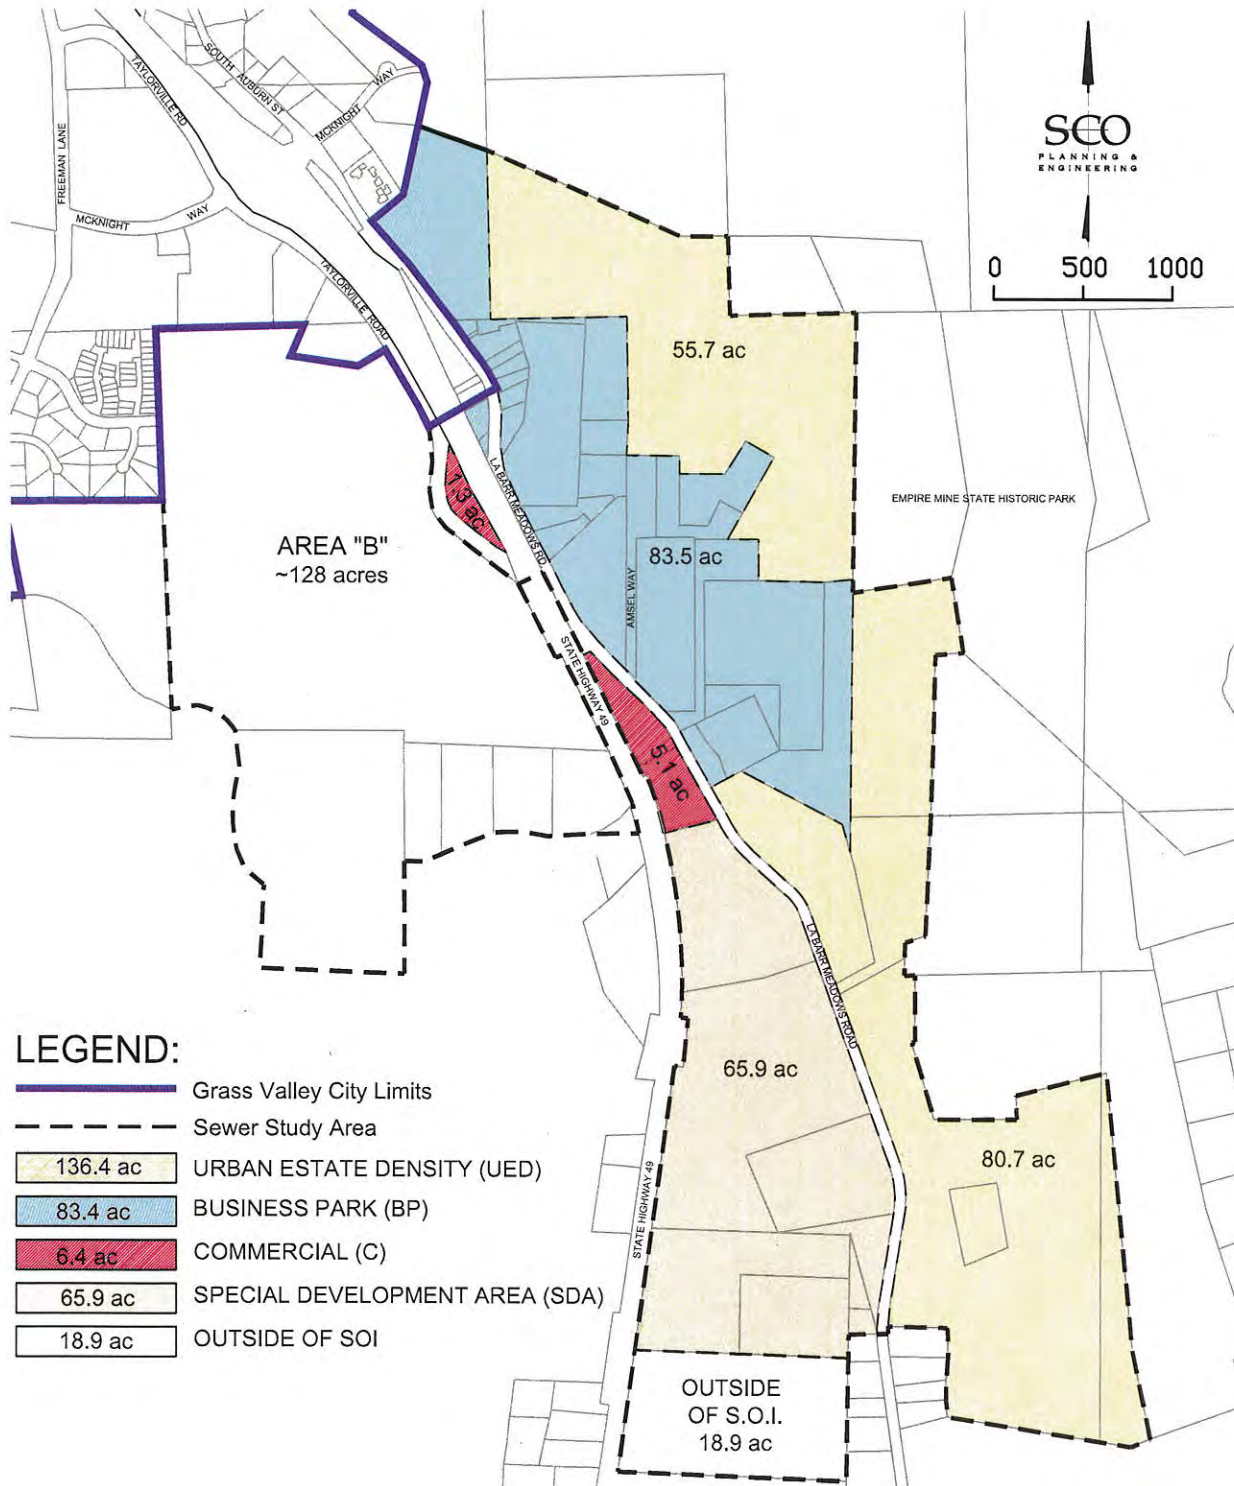 SOUTH AUBURN ST
MCKNIGHT WAY
TAYLORVILLE RD
FREEMAN LANE
MCKNIGHT WAY
TAYLORVILLE ROAD
SCO
PLANNING &
ENGINEERING
0 500 1000
55.7 ac
EMPIRE MINE STATE HISTORIC PARK
1.3 ac
LA BARR MEADOWS RD.
AREA "B"
~128 acres
83.5 ac
AMSEL WAY
STATE HIGHWAY 49
5.1 ac
LA BARR MEADOWS ROAD
65.9 ac
80.7 ac
STATE HIGHWAY 49
OUTSIDE
OF S.O.I.
18.9 ac
LEGEND:
Grass Valley City Limits
Sewer Study Area
136.4 ac URBAN ESTATE DENSITY (UED)
83.4 ac BUSINESS PARK (BP)
6.4 ac COMMERCIAL (C)
65.9 ac SPECIAL DEVELOPMENT AREA (SDA)
18.9 ac OUTSIDE OF SOI